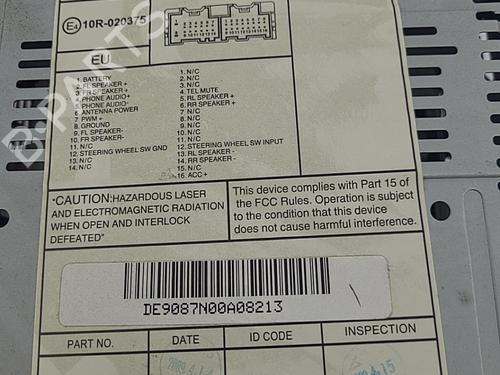 E4 10R-020375
EU
1. BATTERY
2. FL SPEAKER +
3. FR SPEAKER +
4. PHONE AUDIO+
5. PHONE AUDIO-
6. ANTENNA POWER
7. PWM +
8. GROUND
9. FL SPEAKER-
10. FR SPEAKER-
11. N/C
12. STEERING WHEEL SW GND
13. N/C
14. N/C
1. N/C
2. N/C
3. N/C
4. TEL MUTE
5. RL SPEAKER +
6. RR SPEAKER +
7. N/C
8. N/C
9. N/C
10. N/C
11. N/C
12. STEERING WHEEL SW INPUT
13. RL SPEAKER -
14. RR SPEAKER -
15. N/C
16. ACC +
"CAUTION:HAZARDOUS LASER
AND ELECTROMAGNETIC RADIATION
WHEN OPEN AND INTERLOCK
DEFEATED"
This device complies with Part 15 of
the FCC Rules. Operation is subject
to the condition that this device
does not cause harmful interference.
DE9087N00A08213
PART NO.
DATE
ID CODE
INSPECTION
B-PARTS